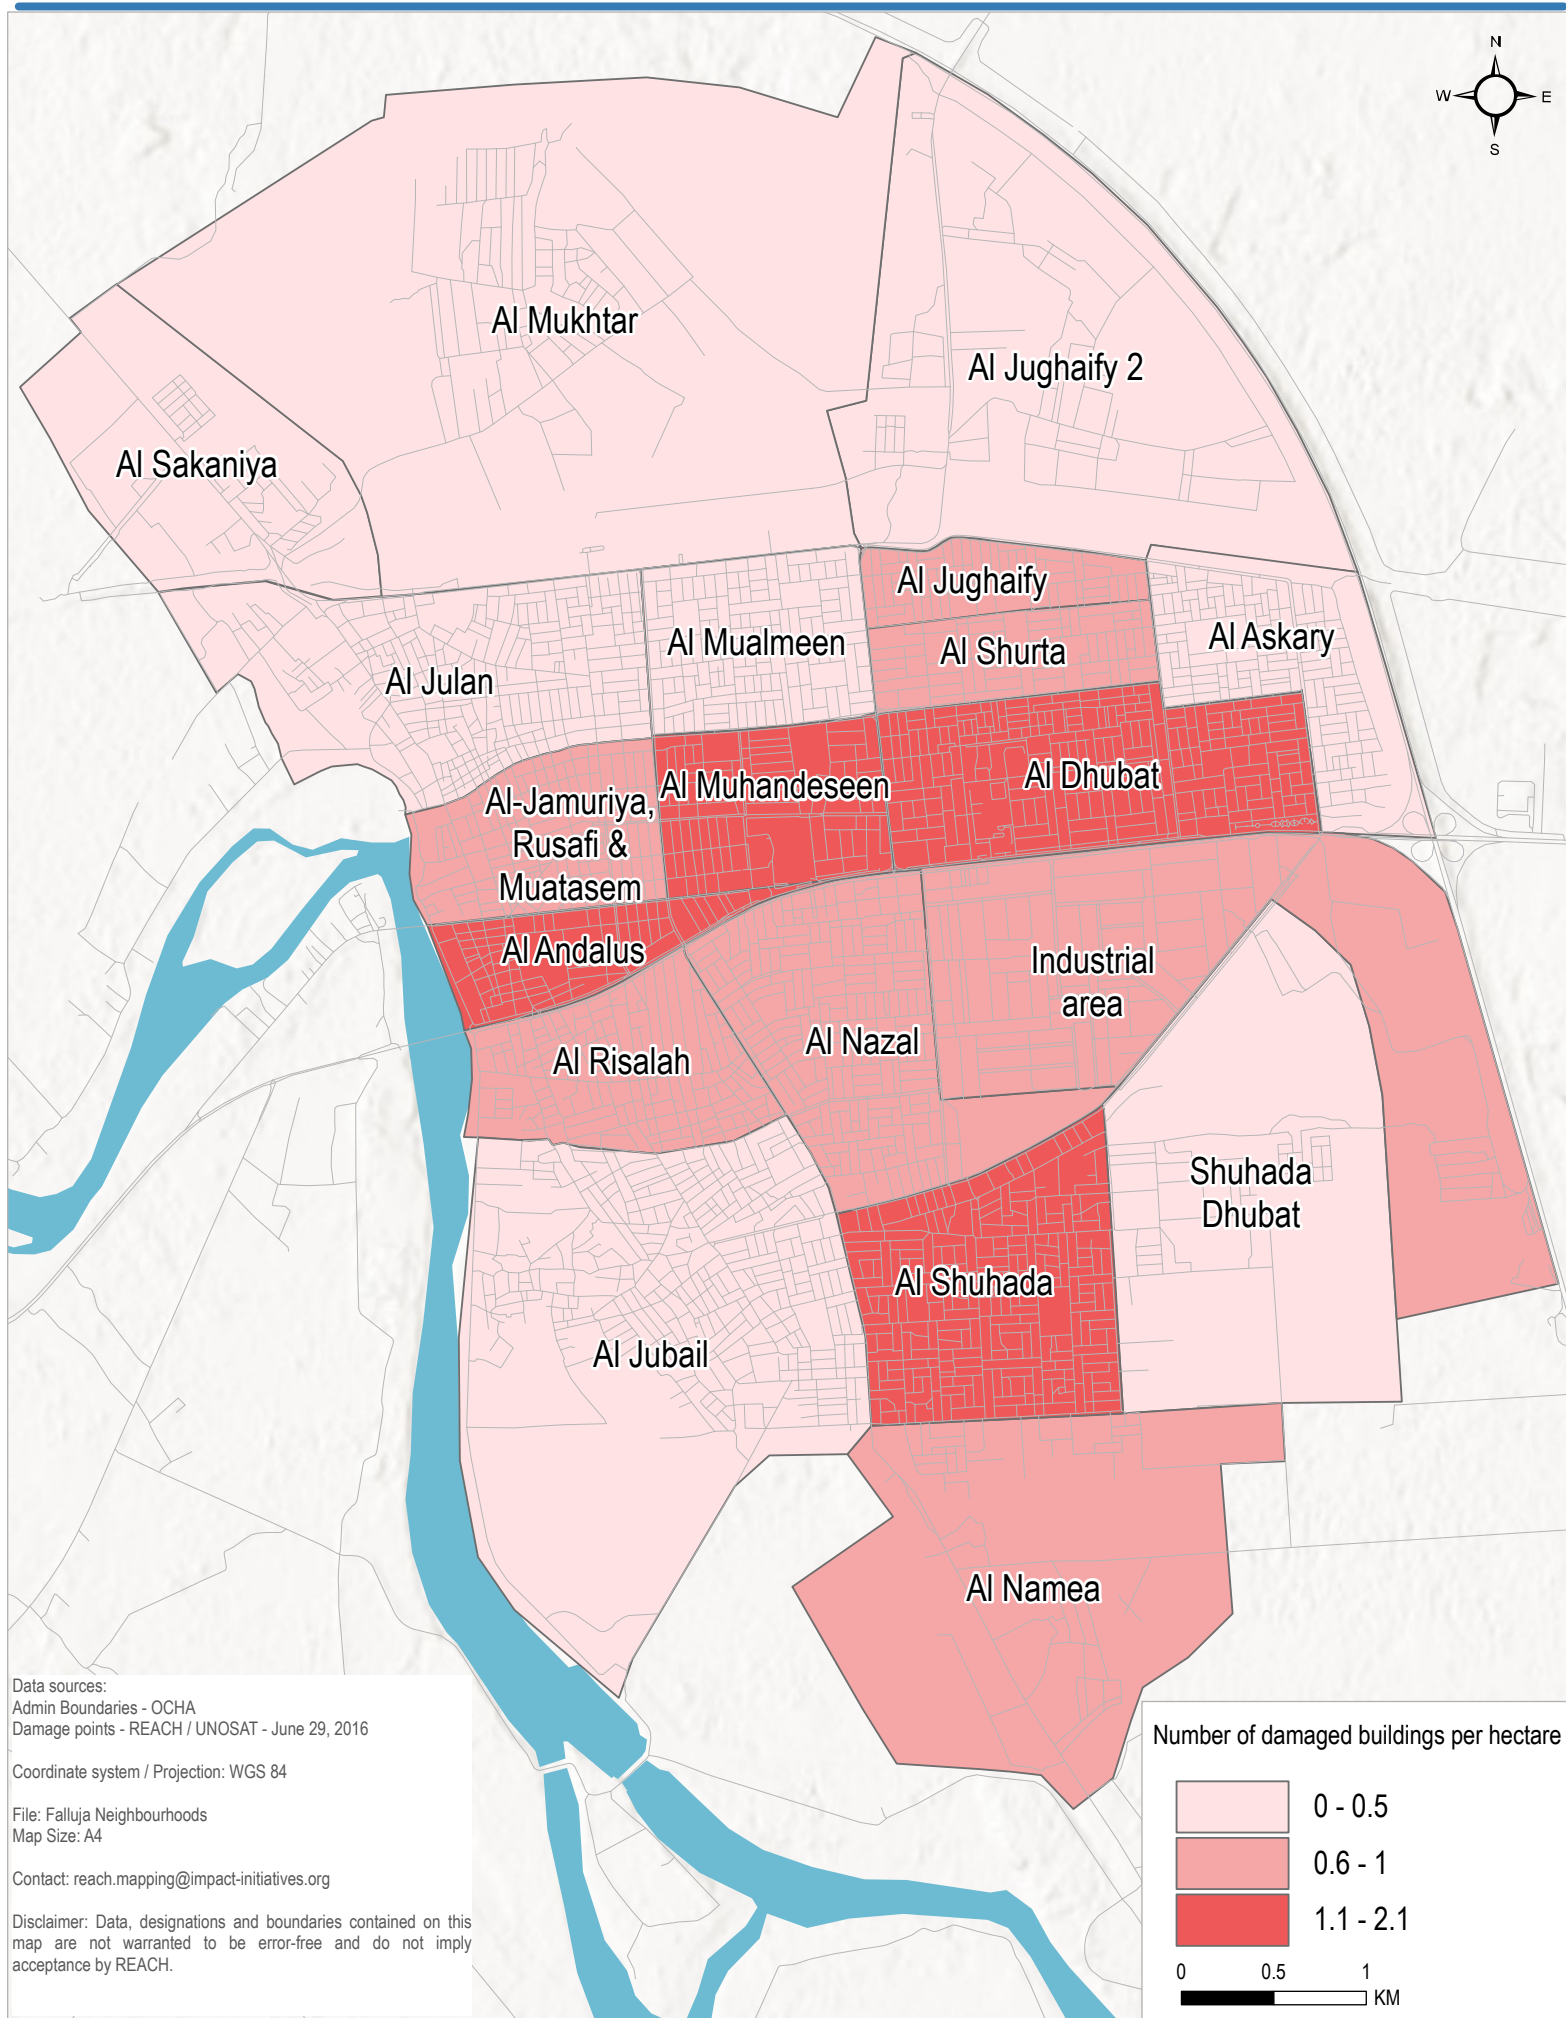 N
W
E
S
Al Mukhtar
Al Jughaify 2
Al Sakaniya
Al Jughaify
Al Mualmeen
Al Shurta
Al Askary
Al Julan
Al Muhandeseen
Al Dhubat
Al-Jamuriya,
Rusafi &
Muatasem
Al Andalus
Industrial
area
Al Nazal
Al Risalah
Shuhada
Dhubat
Al Shuhada
Al Jubail
Al Namea
Data sources:
Admin Boundaries - OCHA
Damage points - REACH / UNOSAT - June 29, 2016
Coordinate system / Projection: WGS 84
File: Falluja Neighbourhoods
Map Size: A4
Contact: reach.mapping@impact-initiatives.org
Disclaimer: Data, designations and boundaries contained on this
map are not warranted to be error-free and do not imply
acceptance by REACH.
Number of damaged buildings per hectare
0 - 0.5
0.6 - 1
1.1 - 2.1
0 0.5 1
KM